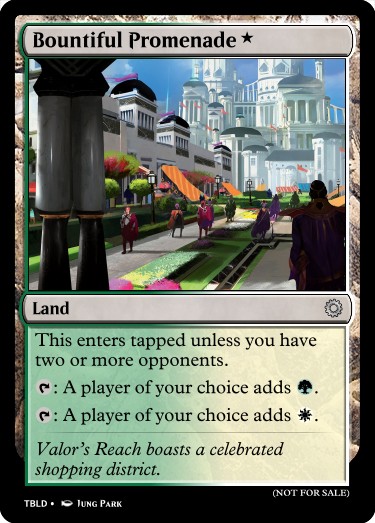 Bountiful Promenade★
Land
This enters tapped unless you have
two or more opponents.
: A player of your choice adds .
: A player of your choice adds .
Valor's Reach boasts a celebrated
shopping district.
(NOT FOR SALE)
TBLD • Jung Park